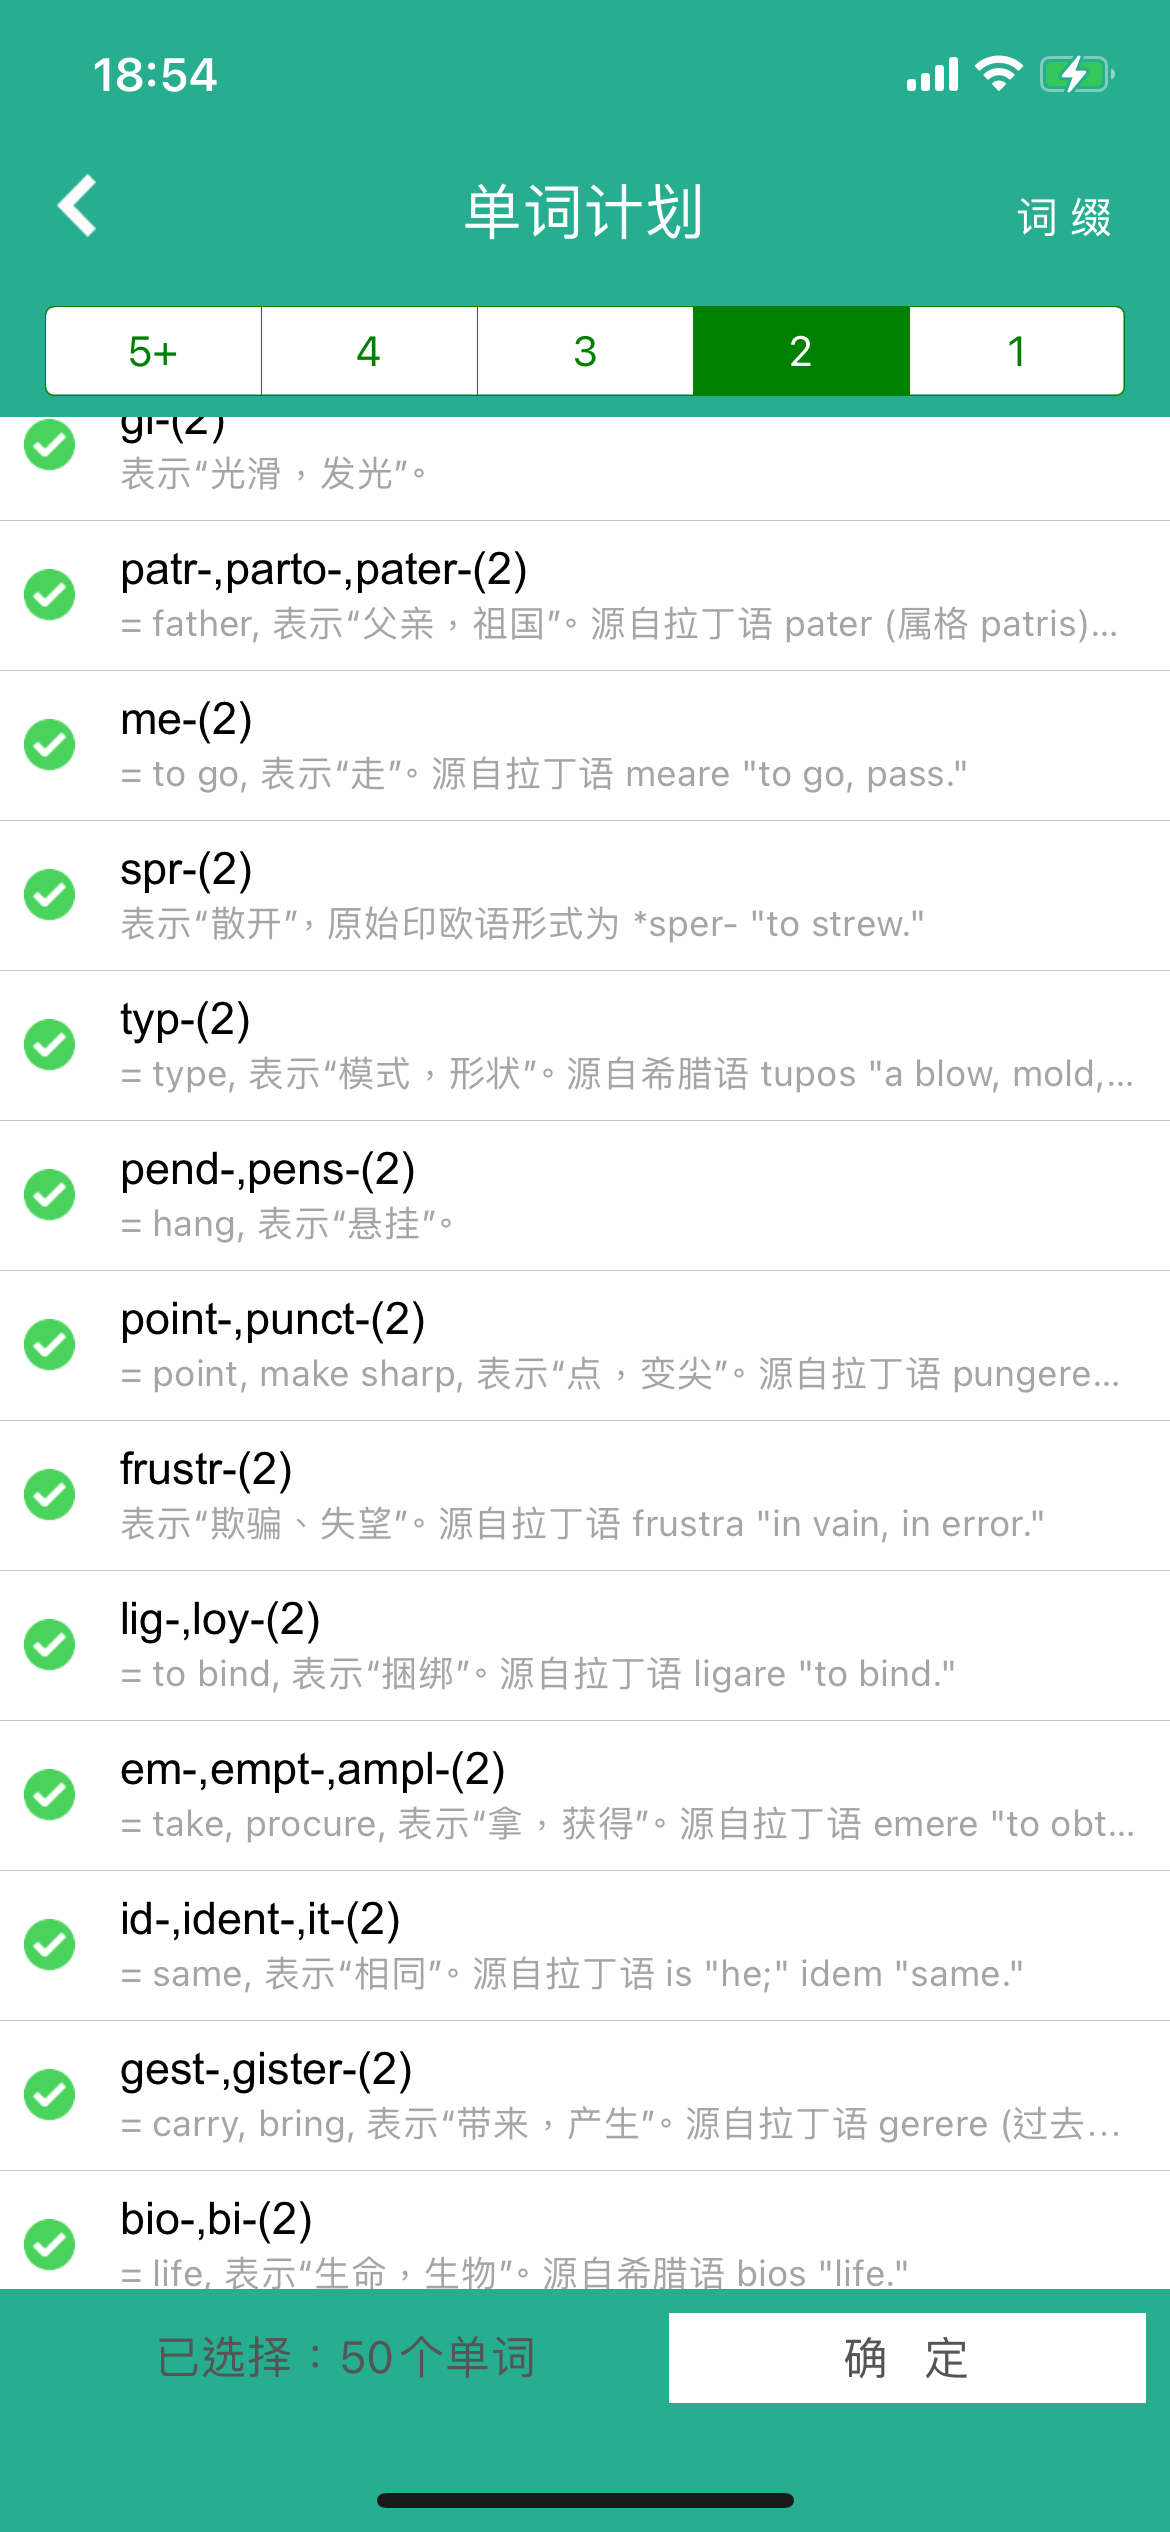 18:54
单词计划
词 缀
5+ 4 3 2 1
gl-(2)
表示“光滑，发光”。
patr-,parto-,pater-(2)
= father, 表示“父亲，祖国”。源自拉丁语 pater (属格 patris)...
me-(2)
= to go, 表示“走”。源自拉丁语 meare "to go, pass."
spr-(2)
表示“散开”，原始印欧语形式为 *sper- "to strew."
typ-(2)
= type, 表示“模式，形状”。源自希腊语 tupos "a blow, mold,...
pend-,pens-(2)
= hang, 表示“悬挂”。
point-,punct-(2)
= point, make sharp, 表示“点，变尖”。源自拉丁语 pungere...
frustr-(2)
表示“欺骗、失望”。源自拉丁语 frustra "in vain, in error."
lig-,loy-(2)
= to bind, 表示“捆绑”。源自拉丁语 ligare "to bind."
em-,empt-,ampl-(2)
= take, procure, 表示“拿，获得”。源自拉丁语 emere "to obt...
id-,ident-,it-(2)
= same, 表示“相同”。源自拉丁语 is "he;" idem "same."
gest-,gister-(2)
= carry, bring, 表示“带来，产生”。源自拉丁语 gerere (过去...
bio-,bi-(2)
= life, 表示“生命，生物”。源自希腊语 bios "life."
已选择：50个单词
确 定